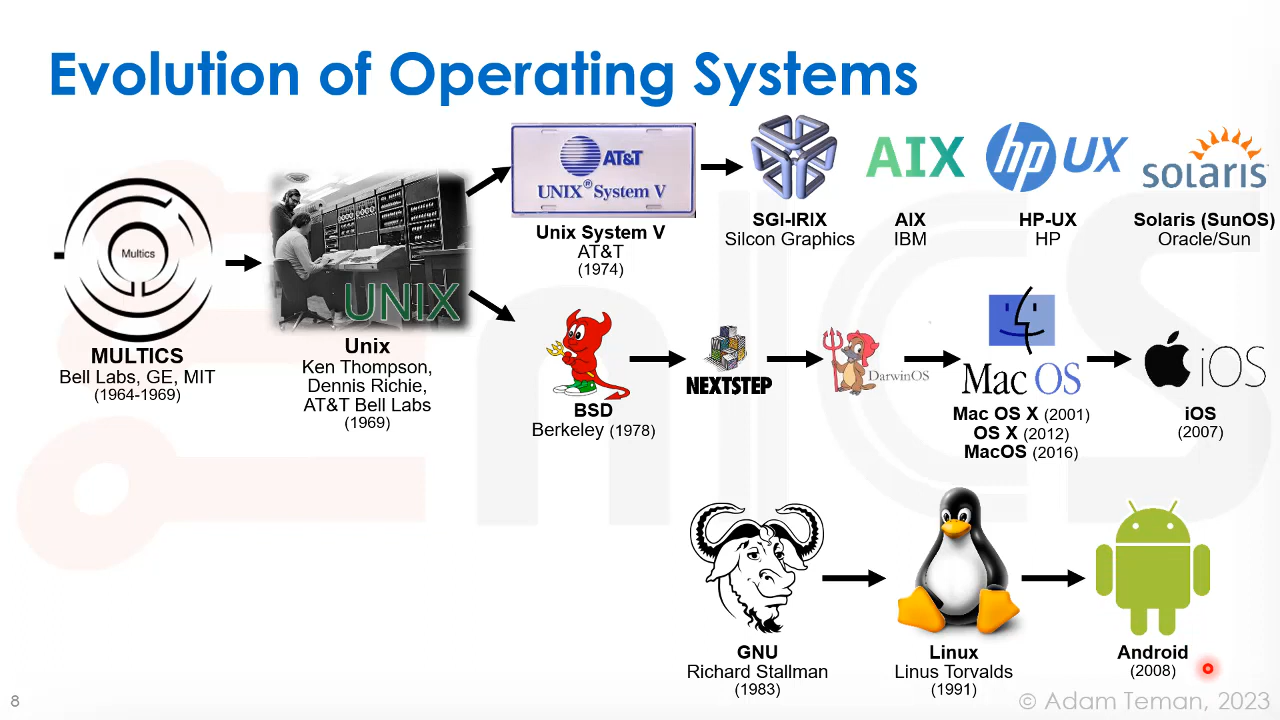 Evolution of Operating Systems
Multics
MULTICS
Bell Labs, GE, MIT
(1964-1969)
UNIX
Unix
Ken Thompson,
Dennis Richie,
AT&T Bell Labs
(1969)
AT&T
UNIX® System V
Unix System V
AT&T
(1974)
SGI-IRIX
Silcon Graphics
AIX
AIX
IBM
hp UX
HP-UX
HP
solaris
Solaris (SunOS)
Oracle/Sun
BSD
Berkeley (1978)
NEXTSTEP
DarwinOS
Mac OS
Mac OS X (2001)
OS X (2012)
MacOS (2016)
iOS
iOS
(2007)
GNU
Richard Stallman
(1983)
Linux
Linus Torvalds
(1991)
Android
(2008)
8
© Adam Teman, 2023